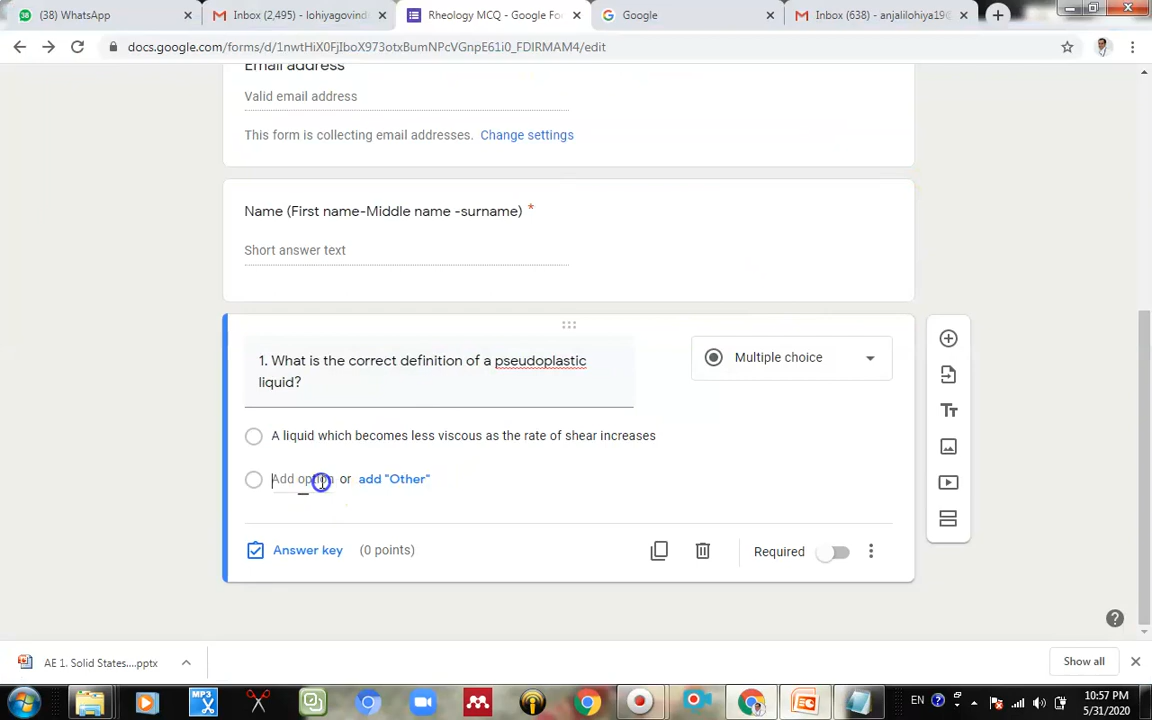 (38) WhatsApp
Inbox (2,495) - lohiyagovind
Rheology MCQ - Google Fo
Google
Inbox (638) - anjalilohiya19@
docs.google.com/forms/d/1nwtHiX0FjIboX973otxBumNPcVGnpE61i0_FDIRMAM4/edit
Email address
Valid email address
This form is collecting email addresses. Change settings
Name (First name-Middle name -surname) *
Short answer text
1. What is the correct definition of a pseudoplastic
liquid?
Multiple choice
A liquid which becomes less viscous as the rate of shear increases
Add option or add "Other"
Answer key (0 points)
Required
AE 1. Solid States....pptx
Show all
MP3
EN
10:57 PM
5/31/2020